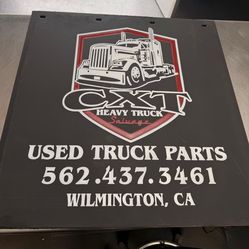 CXT
HEAVY TRUCK
Salvage
USED TRUCK PARTS
562.437.3461
WILMINGTON, CA